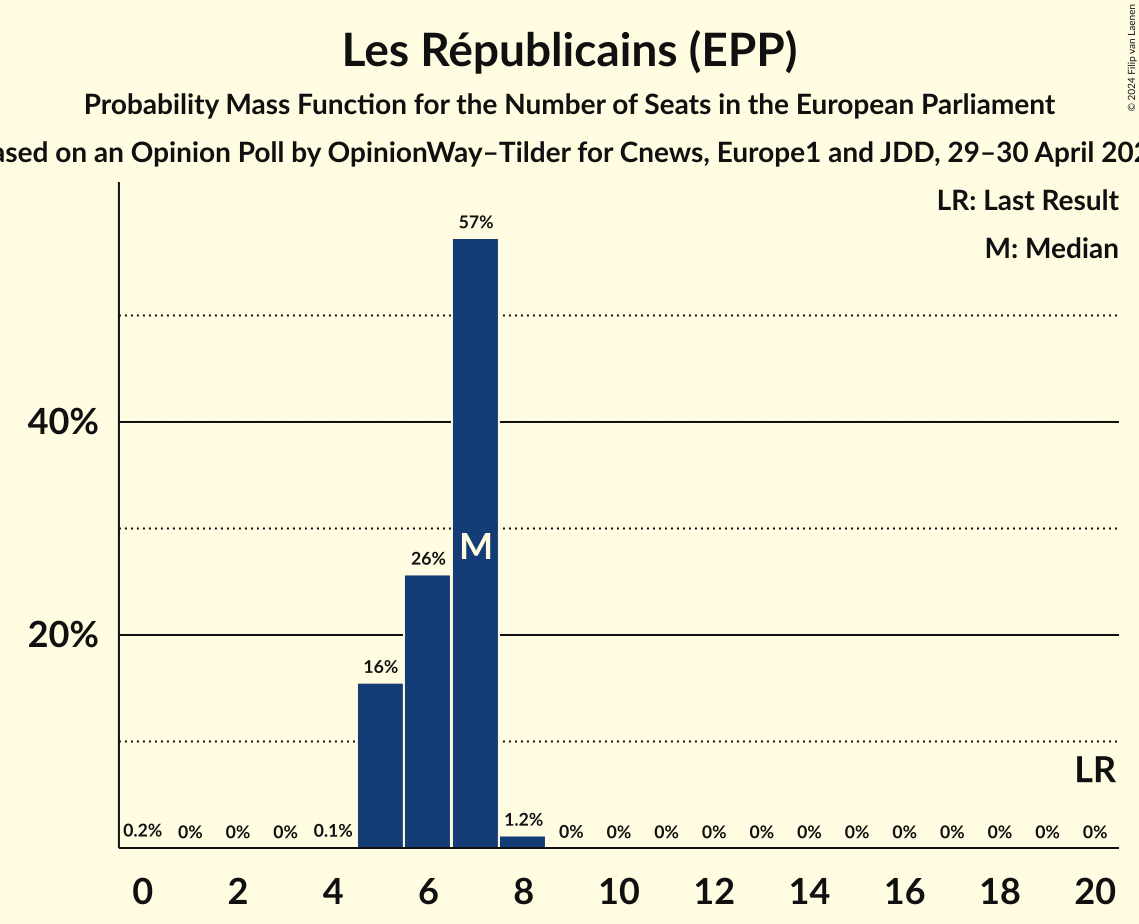 Les Républicains (EPP)
Probability Mass Function for the Number of Seats in the European Parliament
on an Opinion Poll by OpinionWay–Tilder for Cnews, Europe1 and JDD, 29–30 April
© 2024 Filip van Laenen
LR: Last Result
M: Median
57%
40%
M
26%
20%
16%
LR
0.2% 0% 0% 0% 0.1% 1.2% 0% 0% 0% 0% 0% 0% 0% 0% 0% 0% 0% 0%
0 2 4 6 8 10 12 14 16 18 20